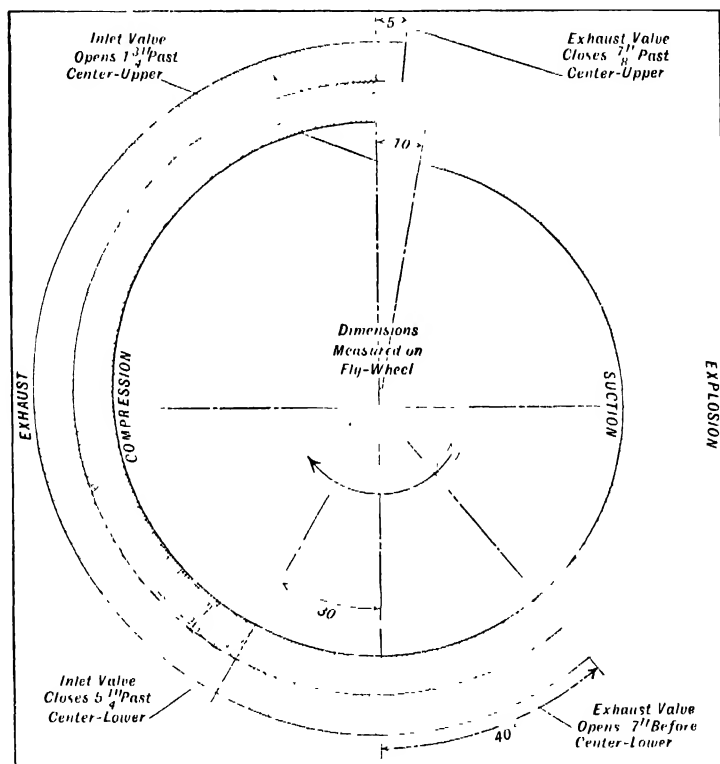 5
Inlet Valve
Opens 1 3/4" Past
Center-Upper
Exhaust Valve
Closes 7/8" Past
Center-Upper
10
Dimensions
Measured on
Fly-Wheel
EXHAUST
COMPRESSION
SUCTION
EXPLOSION
30
Inlet Valve
Closes 5 1/4" Past
Center-Lower
40
Exhaust Valve
Opens 7" Before
Center-Lower